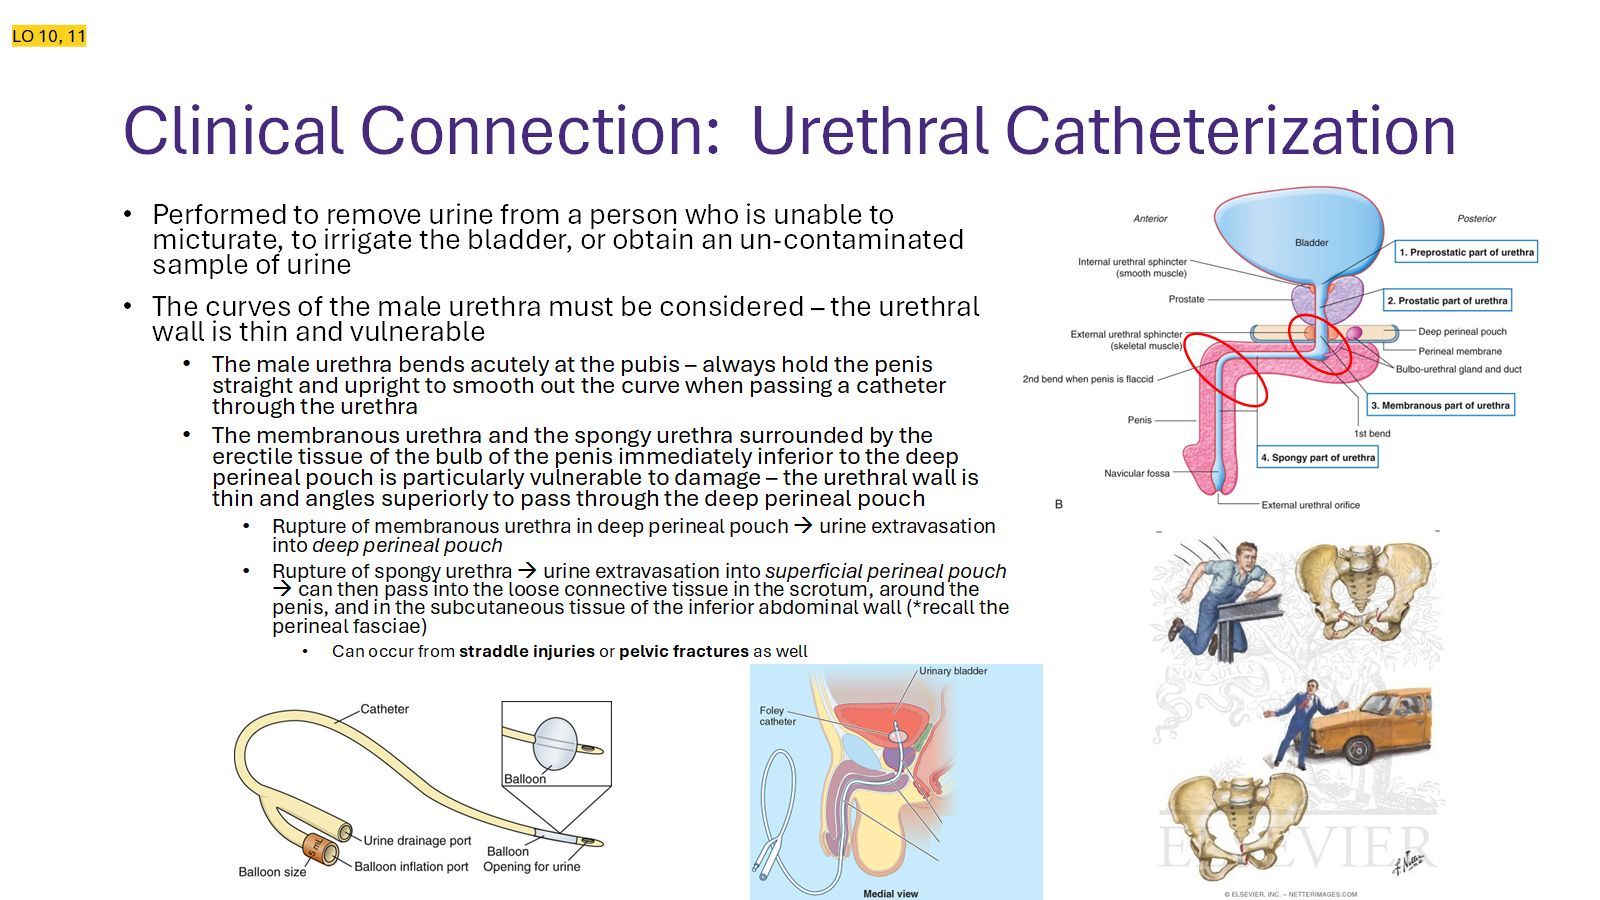 LO 10, 11
Clinical Connection: Urethral Catheterization
• Performed to remove urine from a person who is unable to
micturate, to irrigate the bladder, or obtain an un-contaminated
sample of urine
• The curves of the male urethra must be considered – the urethral
wall is thin and vulnerable
• The male urethra bends acutely at the pubis – always hold the penis
straight and upright to smooth out the curve when passing a catheter
through the urethra
• The membranous urethra and the spongy urethra surrounded by the
erectile tissue of the bulb of the penis immediately inferior to the deep
perineal pouch is particularly vulnerable to damage – the urethral wall is
thin and angles superiorly to pass through the deep perineal pouch
• Rupture of membranous urethra in deep perineal pouch → urine extravasation
into deep perineal pouch
• Rupture of spongy urethra → urine extravasation into superficial perineal pouch
→ can then pass into the loose connective tissue in the scrotum, around the
penis, and in the subcutaneous tissue of the inferior abdominal wall (*recall the
perineal fasciae)
• Can occur from straddle injuries or pelvic fractures as well
Anterior
Posterior
Bladder
1. Preprostatic part of urethra
Internal urethral sphincter
(smooth muscle)
Prostate
2. Prostatic part of urethra
External urethral sphincter
(skeletal muscle)
Deep perineal pouch
Perineal membrane
Bulbo-urethral gland and duct
2nd bend when penis is flaccid
3. Membranous part of urethra
Penis
1st bend
4. Spongy part of urethra
Navicular fossa
B
External urethral orifice
Catheter
Balloon
Urine drainage port
Balloon size
5 mL
Balloon inflation port
Balloon
Opening for urine
Urinary bladder
Foley
catheter
Medial view
NON SOLUS
ELSEVIER
F. Netter
© ELSEVIER, INC. – NETTERIMAGES.COM